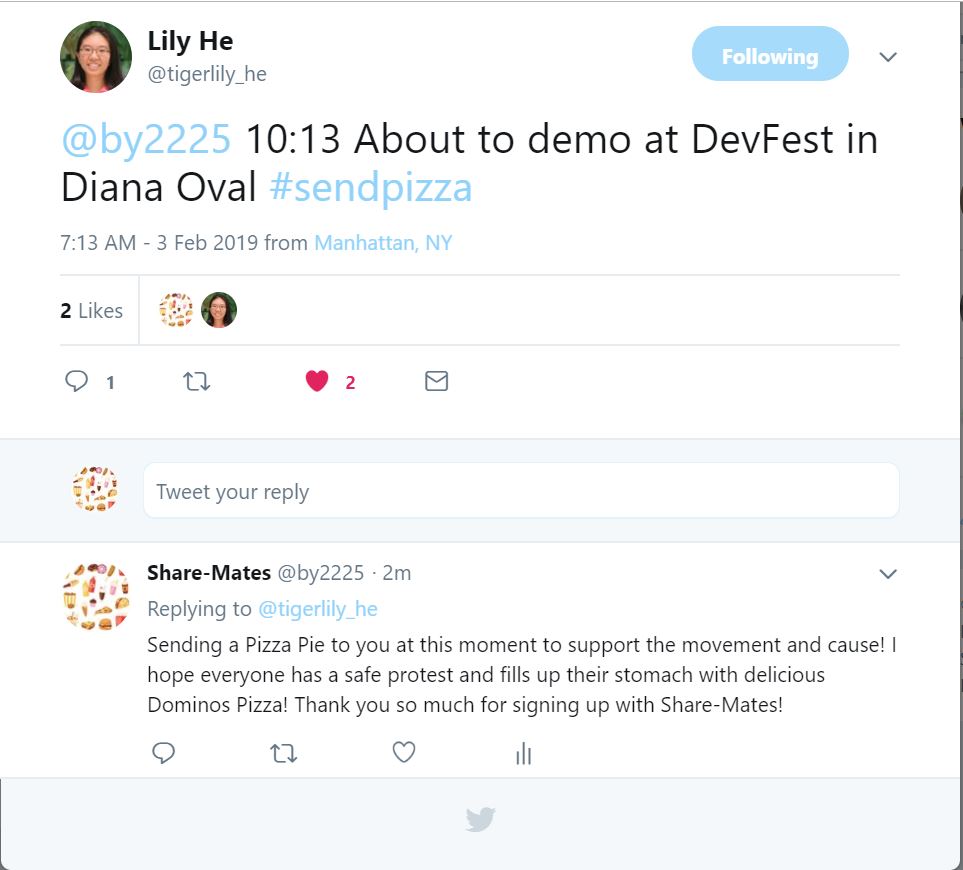 Lily He
@tigerlily_he
Following
@by2225 10:13 About to demo at DevFest in
Diana Oval #sendpizza
7:13 AM - 3 Feb 2019 from Manhattan, NY
2 Likes
1
2
Tweet your reply
Share-Mates @by2225 · 2m
Replying to @tigerlily_he
Sending a Pizza Pie to you at this moment to support the movement and cause! I
hope everyone has a safe protest and fills up their stomach with delicious
Dominos Pizza! Thank you so much for signing up with Share-Mates!